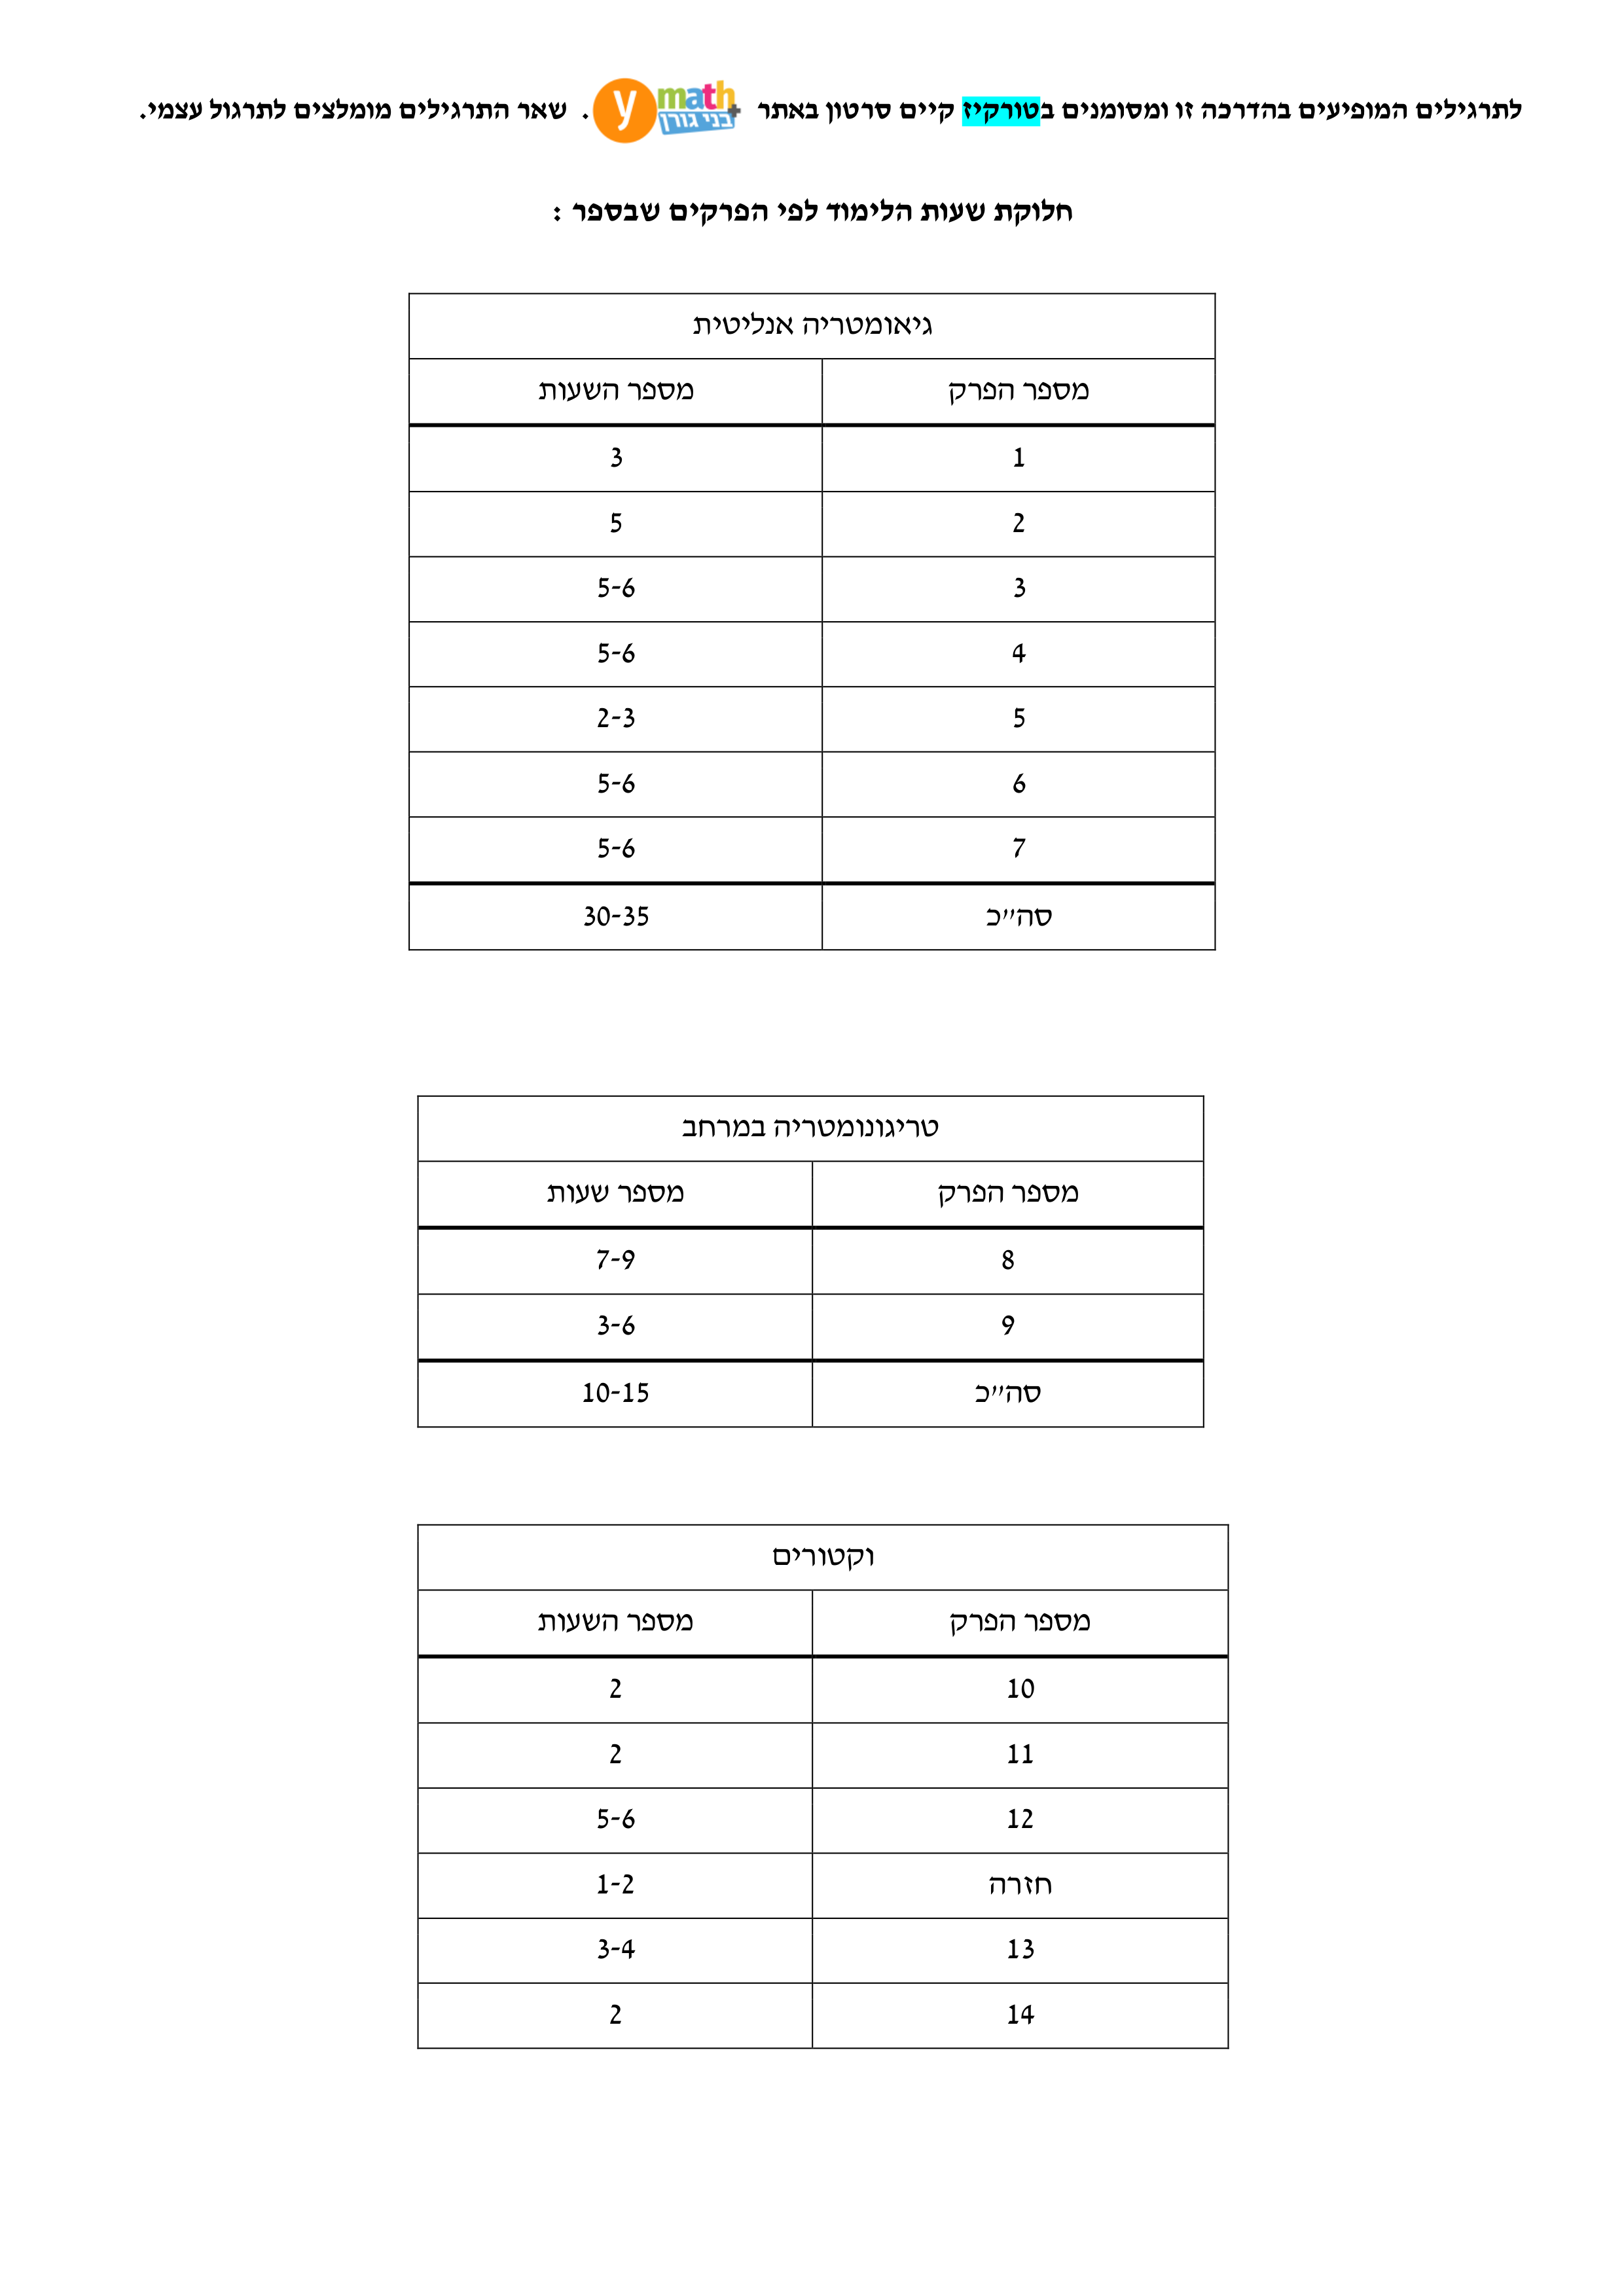 לתרגילים המופיעים בהדרכה זו ומסומנים בטורקיז קיים סרטון באתר y math+ בני גורן . שאר התרגילים מומלצים לתרגול עצמי.
חלוקת שעות הלימוד לפי הפרקים שבספר :
גיאומטריה אנליטית
מספר הפרק מספר השעות
1 3
2 5
3 5-6
4 5-6
5 2-3
6 5-6
7 5-6
סה"כ 30-35
טריגונומטריה במרחב
מספר הפרק מספר שעות
8 7-9
9 3-6
סה"כ 10-15
וקטורים
מספר הפרק מספר השעות
10 2
11 2
12 5-6
חזרה 1-2
13 3-4
14 2